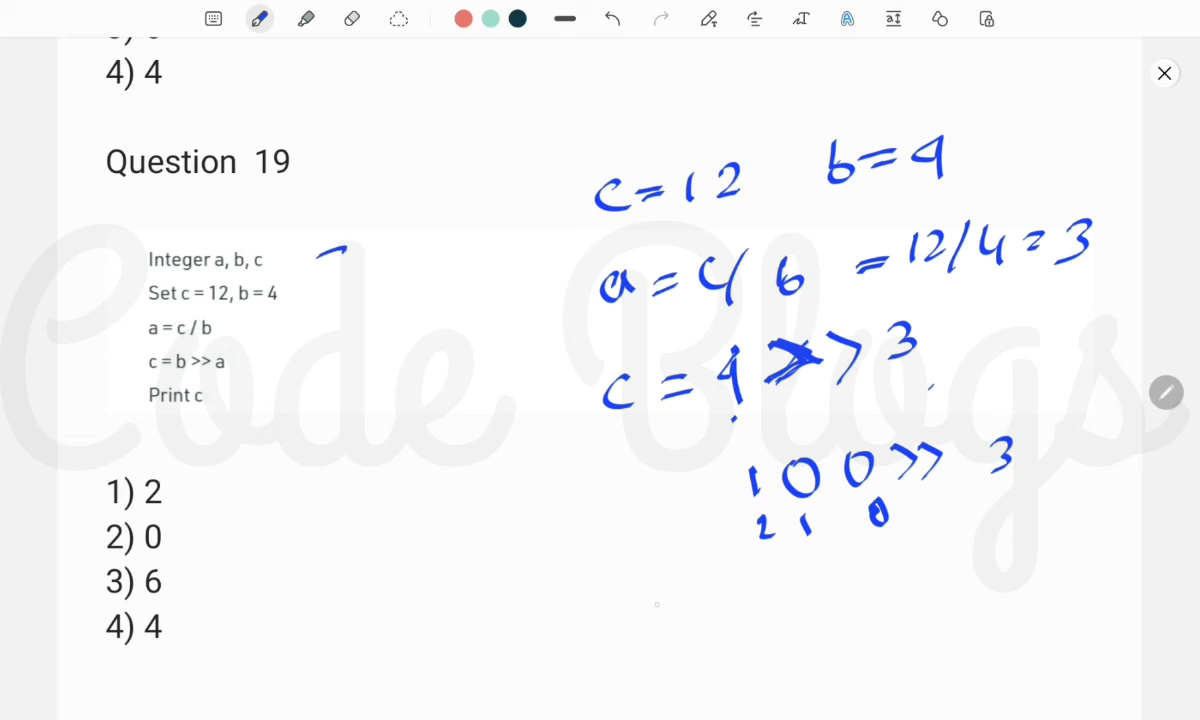 4) 4
Question 19
Integer a, b, c
Set c = 12, b = 4
a = c / b
c = b >> a
Print c
1) 2
2) 0
3) 6
4) 4
c = 12 b = 4
a = c/b = 12/4 = 3
c = 4 >> 3
100 >> 3
2 1 0
Code Blogs